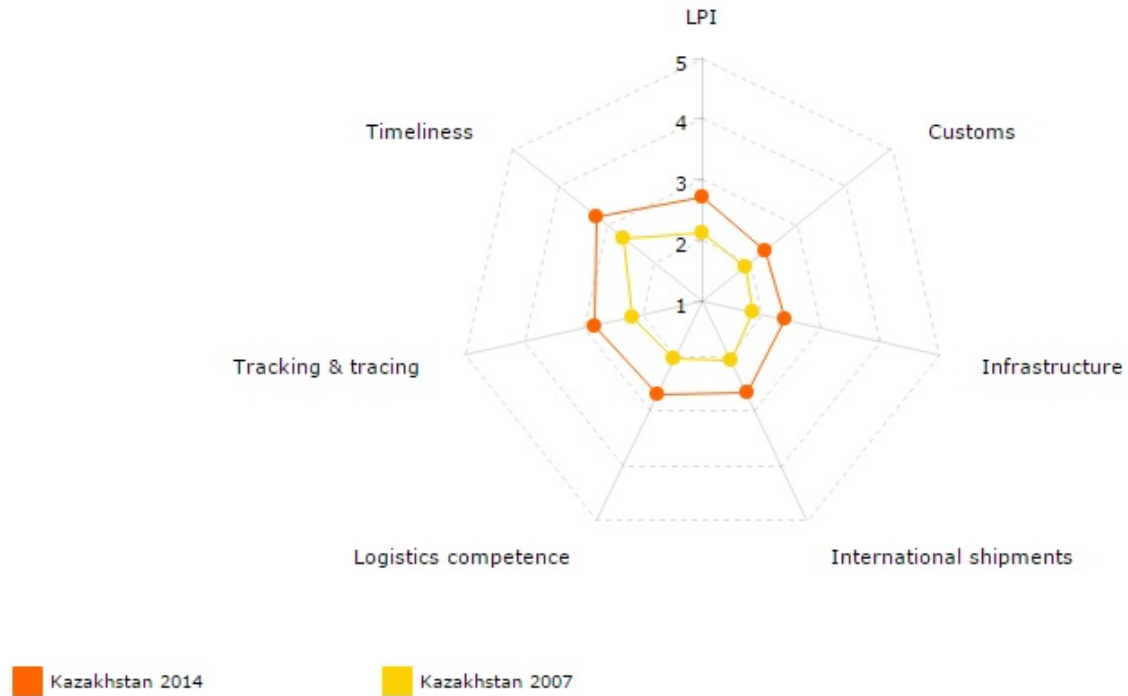 LPI
5
4
3
2
1
Timeliness
Customs
Tracking & tracing
Infrastructure
Logistics competence
International shipments
Kazakhstan 2014
Kazakhstan 2007